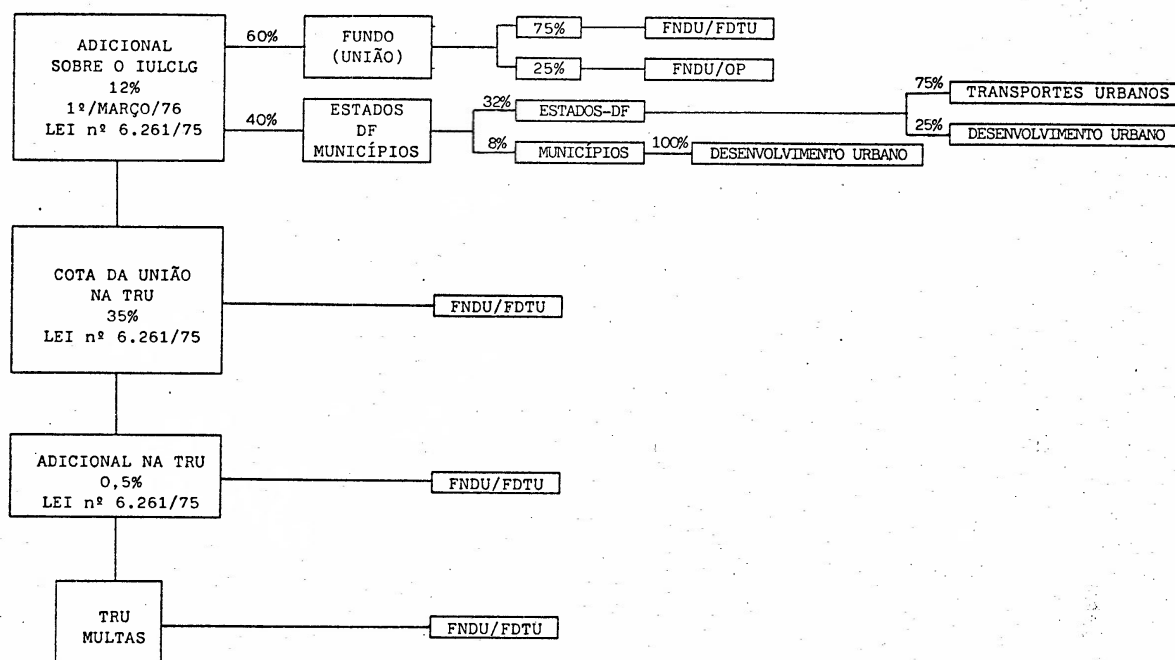 ADICIONAL
SOBRE O IULCLG
12%
1º/MARÇO/76
LEI nº 6.261/75
60%
FUNDO
(UNIÃO)
75%
FNDU/FDTU
25%
FNDU/OP
40%
ESTADOS
DF
MUNICÍPIOS
32%
ESTADOS-DF
75%
TRANSPORTES URBANOS
25%
DESENVOLVIMENTO URBANO
8%
MUNICÍPIOS
100%
DESENVOLVIMENTO URBANO
COTA DA UNIÃO
NA TRU
35%
LEI nº 6.261/75
FNDU/FDTU
ADICIONAL NA TRU
0,5%
LEI nº 6.261/75
FNDU/FDTU
TRU
MULTAS
FNDU/FDTU